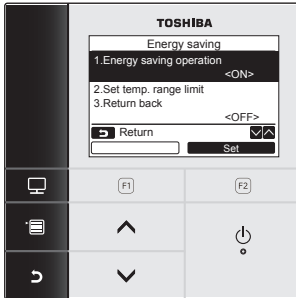 TOSHIBA
Energy saving
1.Energy saving operation
<ON>
2.Set temp. range limit
3.Return back
<OFF>
Return
Set
F1
F2